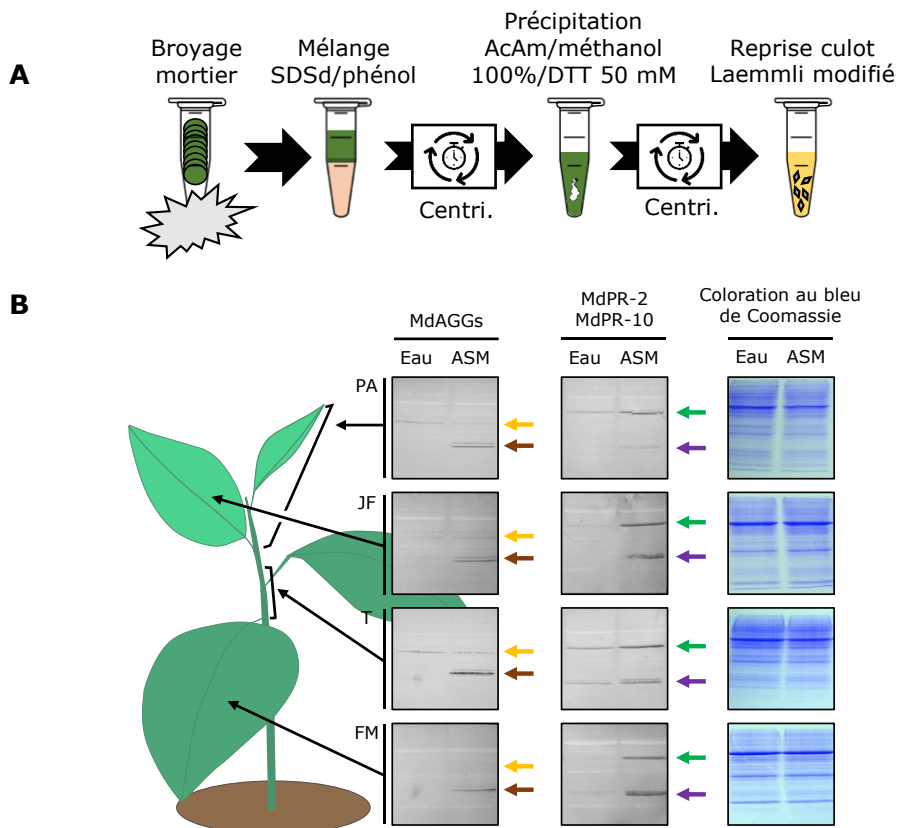 A
Broyage
mortier
Mélange
SDSd/phénol
Précipitation
AcAm/méthanol
100%/DTT 50 mM
Reprise culot
Laemmli modifié
Centri.
Centri.
B
MdAGGs
MdPR-2
MdPR-10
Coloration au bleu
de Coomassie
Eau ASM
Eau ASM
Eau ASM
PA
JF
T
FM